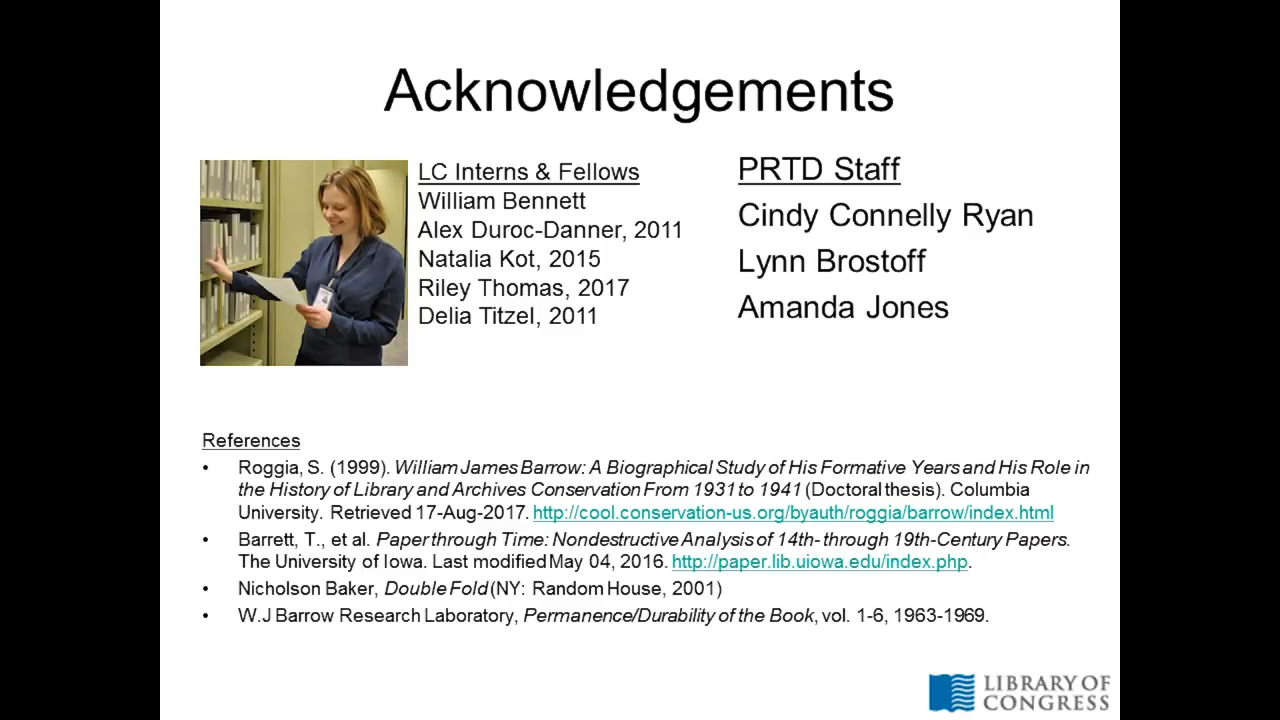 Acknowledgements
LC Interns & Fellows
William Bennett
Alex Duroc-Danner, 2011
Natalia Kot, 2015
Riley Thomas, 2017
Delia Titzel, 2011
PRTD Staff
Cindy Connelly Ryan
Lynn Brostoff
Amanda Jones
References
• Roggia, S. (1999). William James Barrow: A Biographical Study of His Formative Years and His Role in
the History of Library and Archives Conservation From 1931 to 1941 (Doctoral thesis). Columbia
University. Retrieved 17-Aug-2017. http://cool.conservation-us.org/byauth/roggia/barrow/index.html
• Barrett, T., et al. Paper through Time: Nondestructive Analysis of 14th- through 19th-Century Papers.
The University of Iowa. Last modified May 04, 2016. http://paper.lib.uiowa.edu/index.php.
• Nicholson Baker, Double Fold (NY: Random House, 2001)
• W.J Barrow Research Laboratory, Permanence/Durability of the Book, vol. 1-6, 1963-1969.
LIBRARY OF
CONGRESS